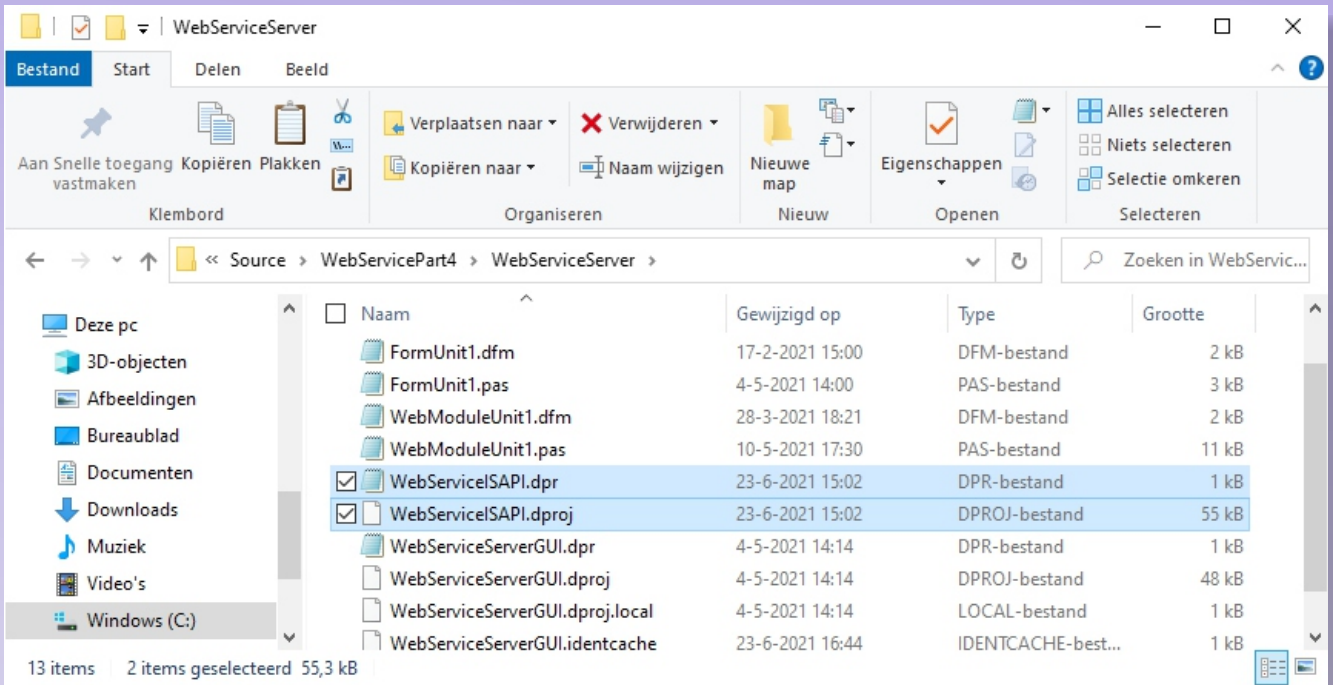 WebServiceServer
Bestand Start Delen Beeld
Aan Snelle toegang vastmaken
Kopiëren
Plakken
Klembord
Verplaatsen naar
Kopiëren naar
Verwijderen
Naam wijzigen
Organiseren
Nieuwe map
Nieuw
Eigenschappen
Openen
Alles selecteren
Niets selecteren
Selectie omkeren
Selecteren
« Source > WebServicePart4 > WebServiceServer >
Zoeken in WebServic...
Deze pc
3D-objecten
Afbeeldingen
Bureaublad
Documenten
Downloads
Muziek
Video's
Windows (C:)
Naam Gewijzigd op Type Grootte
FormUnit1.dfm 17-2-2021 15:00 DFM-bestand 2 kB
FormUnit1.pas 4-5-2021 14:00 PAS-bestand 3 kB
WebModuleUnit1.dfm 28-3-2021 18:21 DFM-bestand 2 kB
WebModuleUnit1.pas 10-5-2021 17:30 PAS-bestand 11 kB
WebServiceISAPI.dpr 23-6-2021 15:02 DPR-bestand 1 kB
WebServiceISAPI.dproj 23-6-2021 15:02 DPROJ-bestand 55 kB
WebServiceServerGUI.dpr 4-5-2021 14:14 DPR-bestand 1 kB
WebServiceServerGUI.dproj 4-5-2021 14:14 DPROJ-bestand 48 kB
WebServiceServerGUI.dproj.local 4-5-2021 14:14 LOCAL-bestand 1 kB
WebServiceServerGUI.identcache 23-6-2021 16:44 IDENTCACHE-best... 1 kB
13 items 2 items geselecteerd 55,3 kB